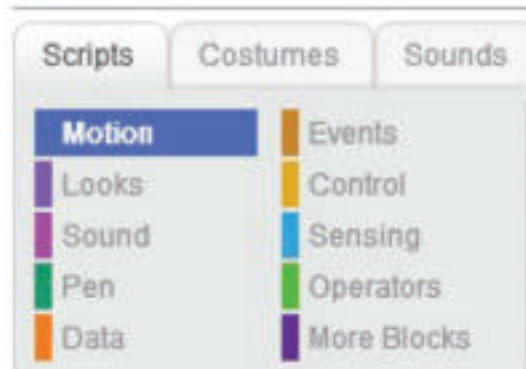 Scripts Costumes Sounds
Motion Events
Looks Control
Sound Sensing
Pen Operators
Data More Blocks